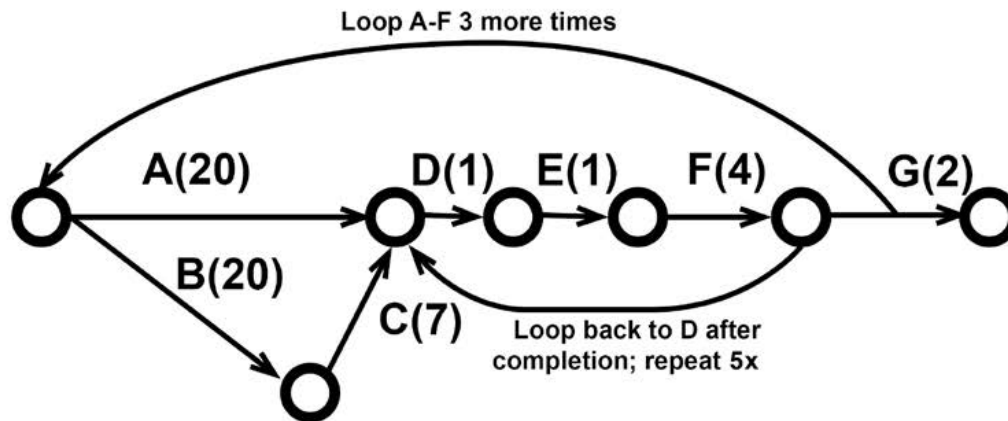 Loop A-F 3 more times
A(20)
D(1)
E(1)
F(4)
G(2)
B(20)
C(7)
Loop back to D after
completion; repeat 5x